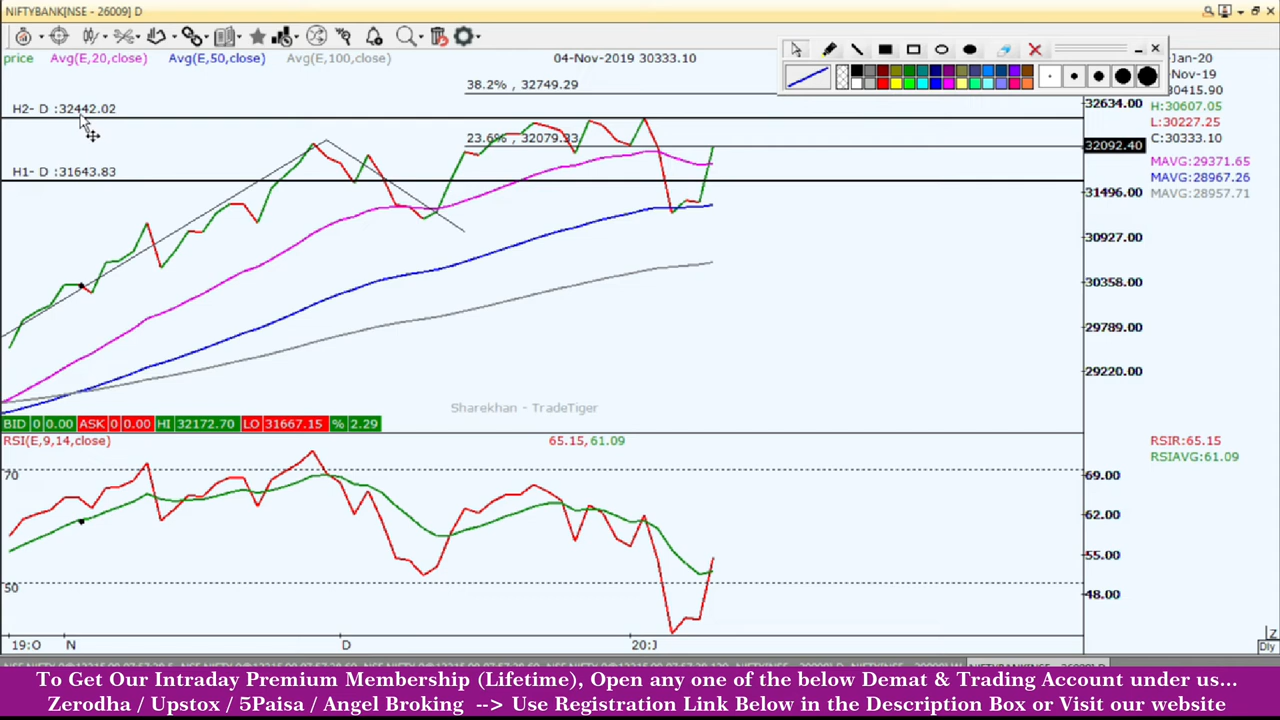 NIFTYBANK[NSE - 26009] D
price Avg(E,20,close) Avg(E,50,close) Avg(E,100,close) 04-Nov-2019 30333.10
an-20
Nov-19
30415.90
H:30607.05
L:30227.25
C:30333.10
MAVG:29371.65
MAVG:28967.26
MAVG:28957.71
38.2% , 32749.29
H2- D :32442.02
23.6% , 32079.33
H1- D :31643.83
32634.00
32092.40
31496.00
30927.00
30358.00
29789.00
29220.00
Sharekhan - TradeTiger
BID 0 0.00 ASK 0 0.00 HI 32172.70 LO 31667.15 % 2.29
RSI(E,9,14,close) 65.15, 61.09
RSIR:65.15
RSIAVG:61.09
70
50
69.00
62.00
55.00
48.00
19:O N D 20:J
Z
Dly
To Get Our Intraday Premium Membership (Lifetime), Open any one of the below Demat & Trading Account under us...
Zerodha / Upstox / 5Paisa / Angel Broking --> Use Registration Link Below in the Description Box or Visit our website